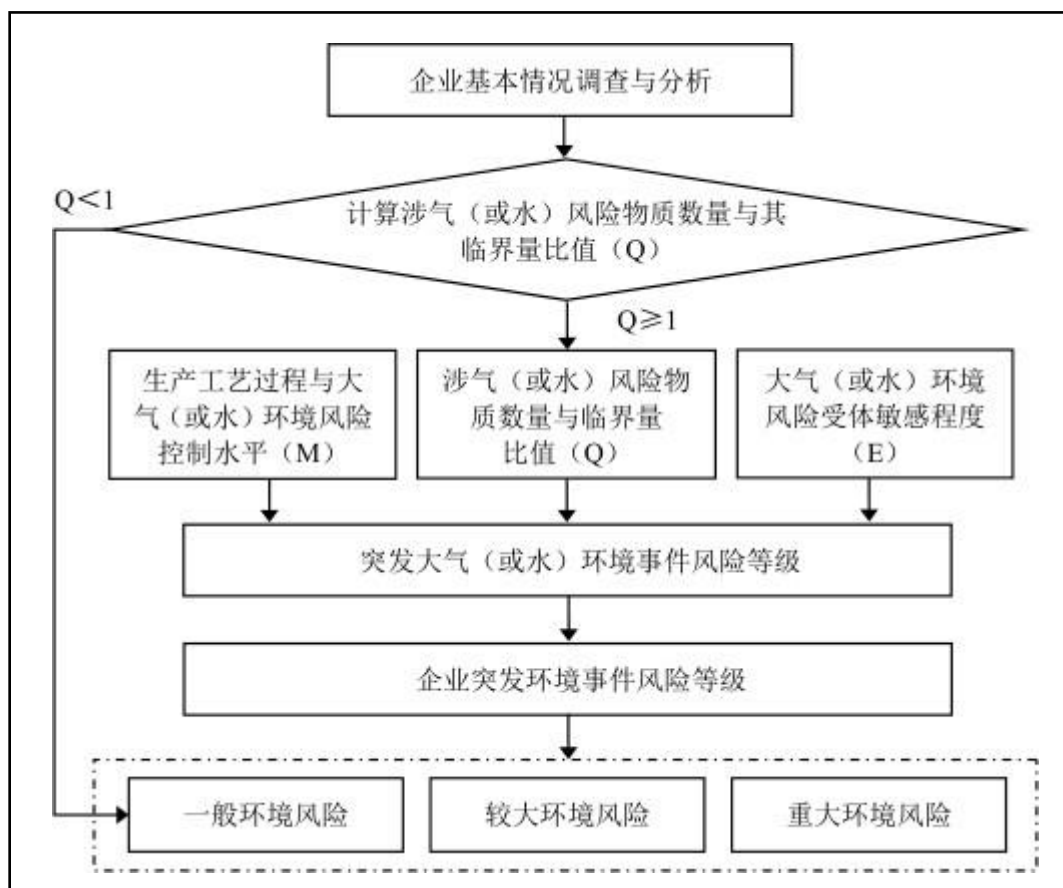 企业基本情况调查与分析
Q＜1
计算涉气（或水）风险物质数量与其
临界量比值（Q）
Q≥1
生产工艺过程与大
气（或水）环境风险
控制水平（M）
涉气（或水）风险物
质数量与临界量
比值（Q）
大气（或水）环境
风险受体敏感程度
（E）
突发大气（或水）环境事件风险等级
企业突发环境事件风险等级
一般环境风险
较大环境风险
重大环境风险